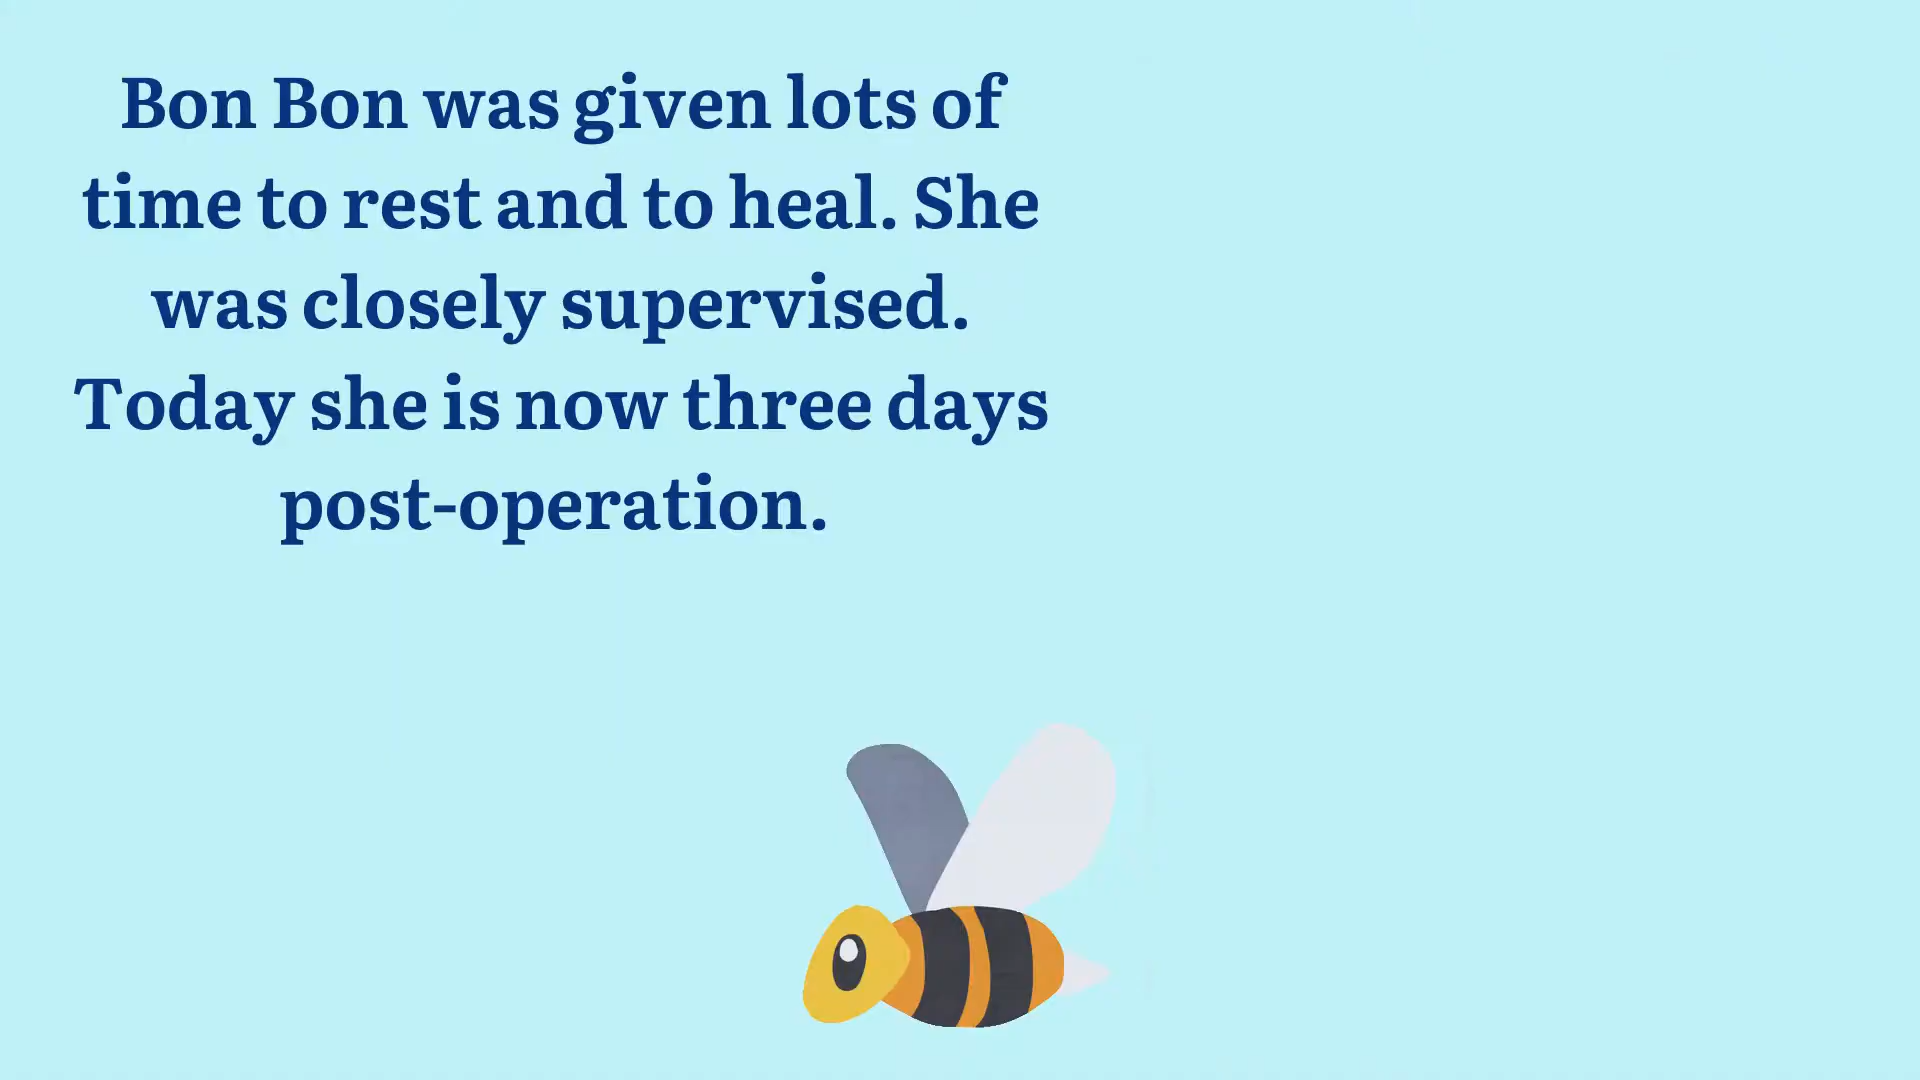 Bon Bon was given lots of
time to rest and to heal. She
was closely supervised.
Today she is now three days
post-operation.